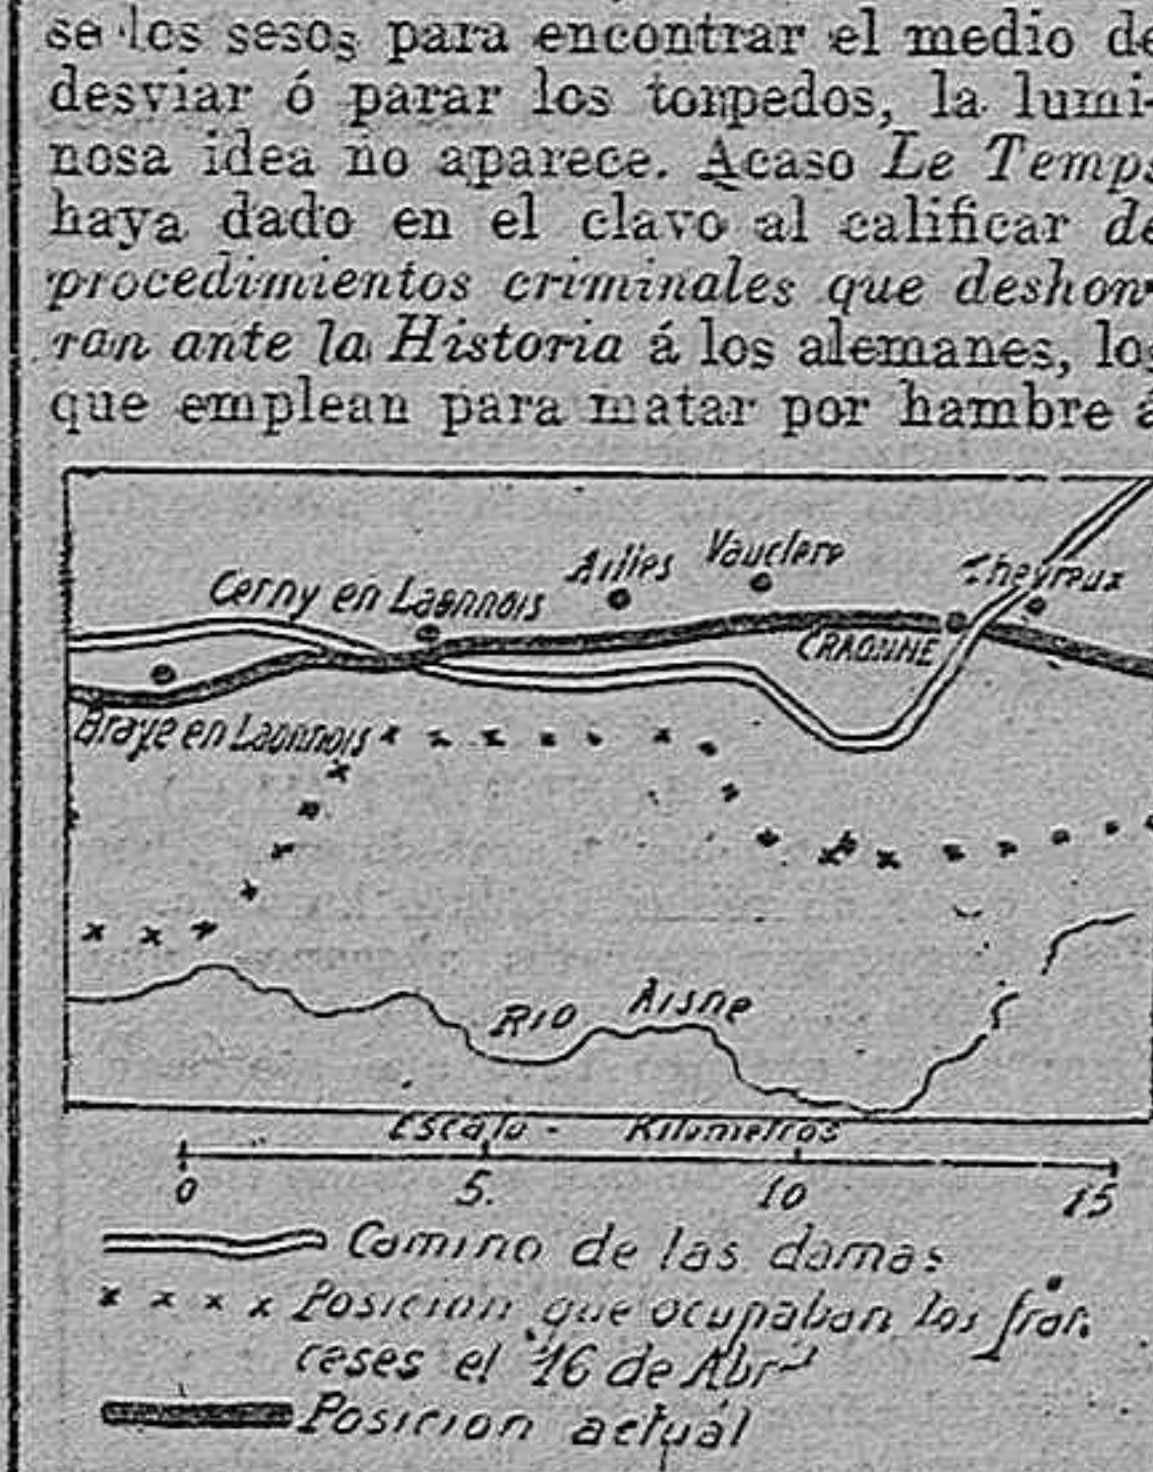 se los sesos para encontrar el medio de
desviar ó parar los torpedos, la lumi-
nosa idea no aparece. Acaso Le Temps
haya dado en el clavo al calificar de
procedimientos criminales que deshon-
ran ante la Historia á los alemanes, los
que emplean para matar por hambre á
Vauclere
Ailles
Chevreux
Cerny en Laonnois
CRAONNE
Braye en Laonnois
RIO Aisne
Escala - Kilometros
0 5. 10 15
Camino de las damas
Posicion que ocupaban los fran
ceses el 16 de Abril
Posicion actuál